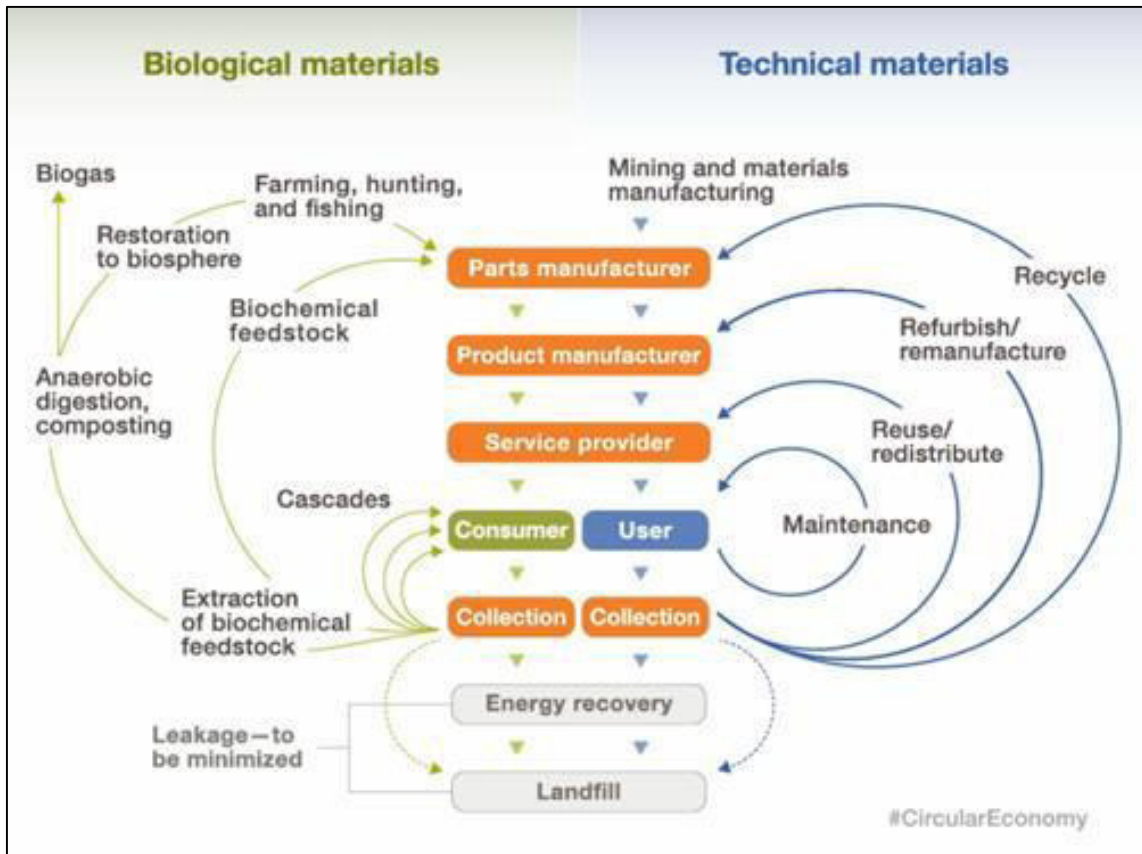 Biological materials
Technical materials
Biogas
Farming, hunting,
and fishing
Mining and materials
manufacturing
Restoration
to biosphere
Parts manufacturer
Recycle
Biochemical
feedstock
Refurbish/
remanufacture
Product manufacturer
Anaerobic
digestion,
composting
Service provider
Reuse/
redistribute
Cascades
Consumer
User
Maintenance
Extraction
of biochemical
feedstock
Collection
Collection
Energy recovery
Leakage—to
be minimized
Landfill
#CircularEconomy